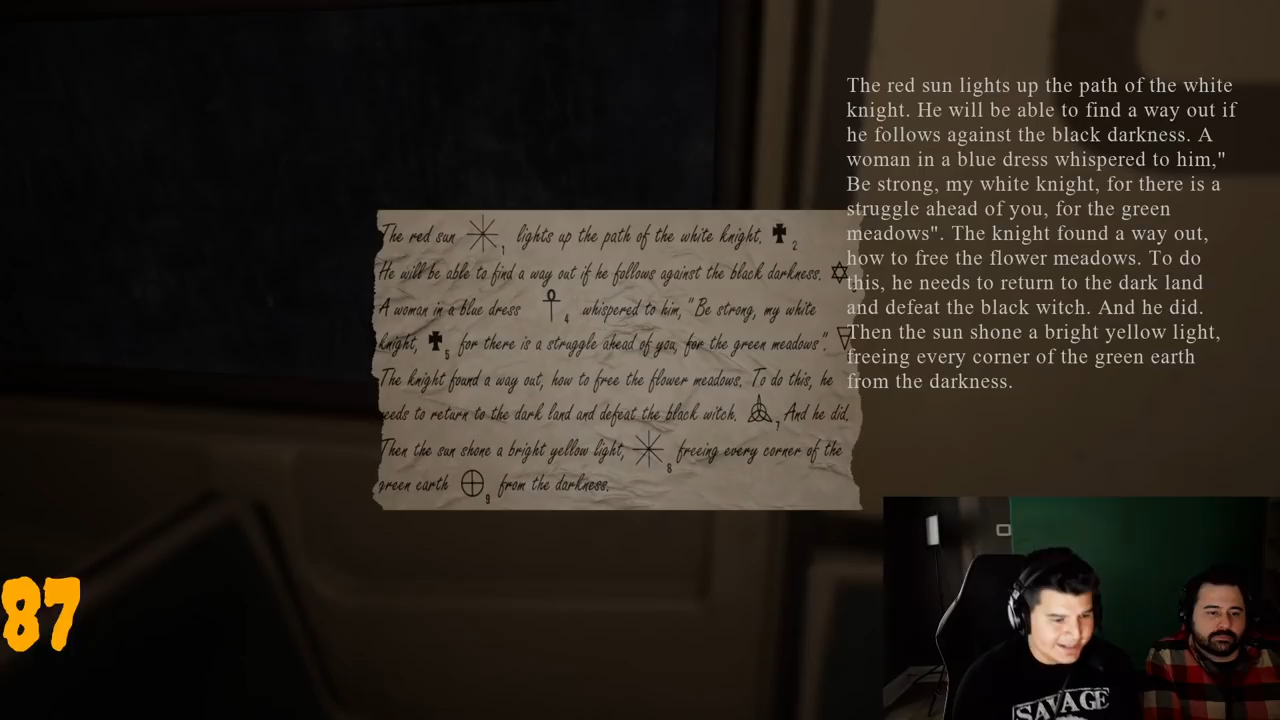 The red sun 1 lights up the path of the white knight. 2
He will be able to find a way out if he follows against the black darkness.
A woman in a blue dress 4 whispered to him, "Be strong, my white
knight, 5 for there is a struggle ahead of you, for the green meadows".
The knight found a way out, how to free the flower meadows. To do this, he
eeds to return to the dark land and defeat the black witch. 7 And he did.
Then the sun shone a bright yellow light, 8 freeing every corner of the
green earth 9 from the darkness.
The red sun lights up the path of the white
knight. He will be able to find a way out if
he follows against the black darkness. A
woman in a blue dress whispered to him,"
Be strong, my white knight, for there is a
struggle ahead of you, for the green
meadows". The knight found a way out,
how to free the flower meadows. To do
this, he needs to return to the dark land
and defeat the black witch. And he did.
Then the sun shone a bright yellow light,
freeing every corner of the green earth
from the darkness.
87
SAVAGE